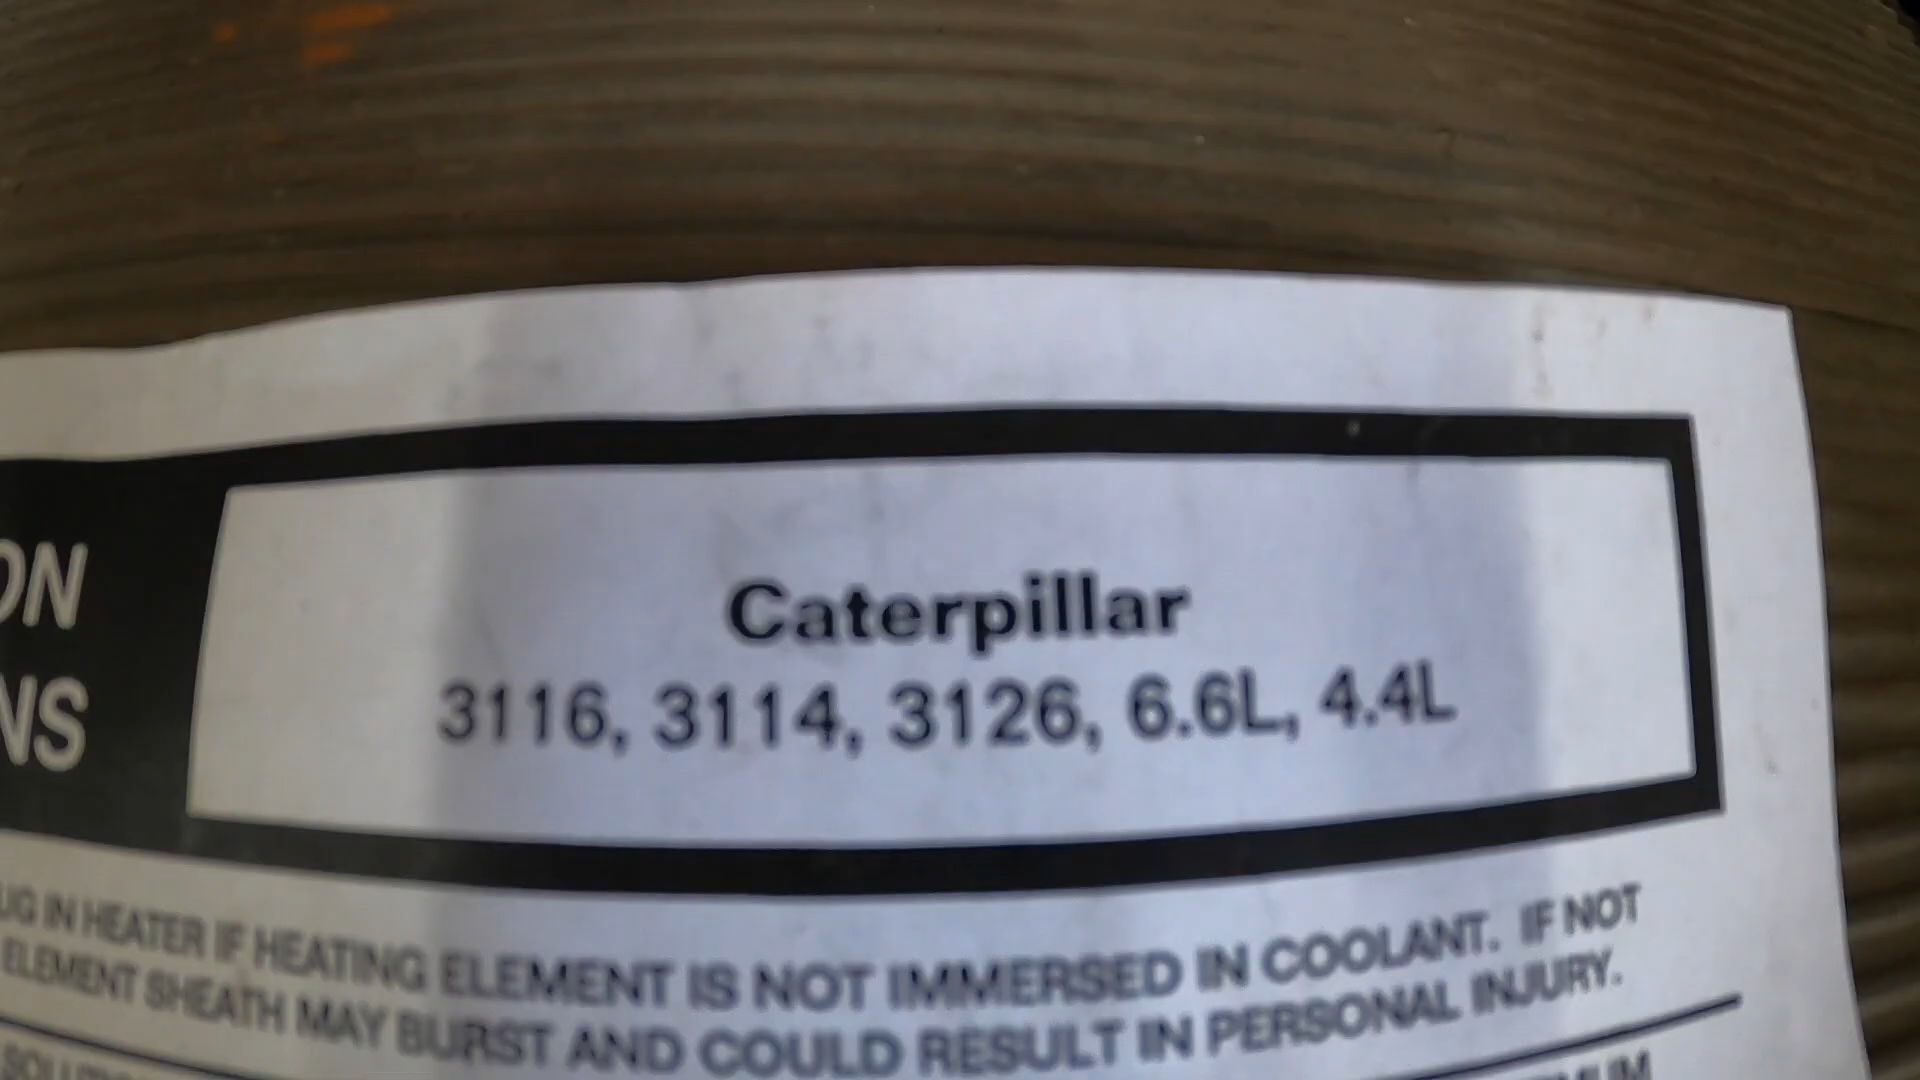 ON
NS
Caterpillar
3116, 3114, 3126, 6.6L, 4.4L
UG IN HEATER IF HEATING ELEMENT IS NOT IMMERSED IN COOLANT. IF NOT
ELEMENT SHEATH MAY BURST AND COULD RESULT IN PERSONAL INJURY.